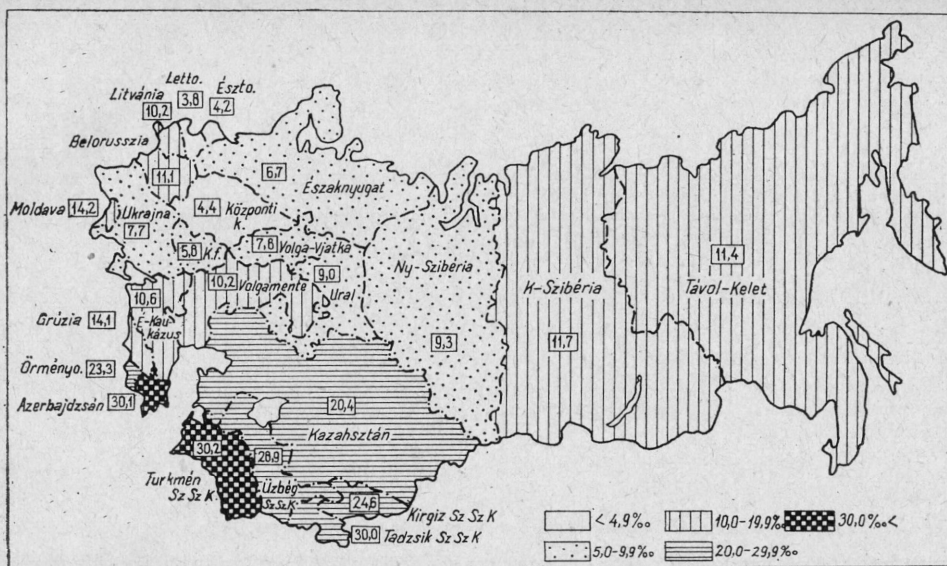 Letto.
3,8
Észto.
4,2
Litvánia
10,2
Belorusszia
11,1
6,7
Északnyugat
Moldava 14,2
Ukrajna
7,7
4,4 Központi
k.
5,8 K.f.
7,8 Volga-Vjatka
10,2
Volgamente
9,0
Ural
Ny-Szibéria
9,3
K-Szibéria
11,7
11,4
Távol-Kelet
10,6
É-Kau-
kázus
Grúzia 14,1
Örményo. 23,3
Azerbajdzsán 30,1
20,4
Kazahsztán
30,2
Turkmén
Sz Sz K.
28,9
Üzbég
Sz Sz K.
24,6
Kirgiz Sz Sz K
30,0
Tadzsik Sz Sz K
< 4,9‰
10,0-19,9‰
30,0‰<
5,0-9,9‰
20,0-29,9‰